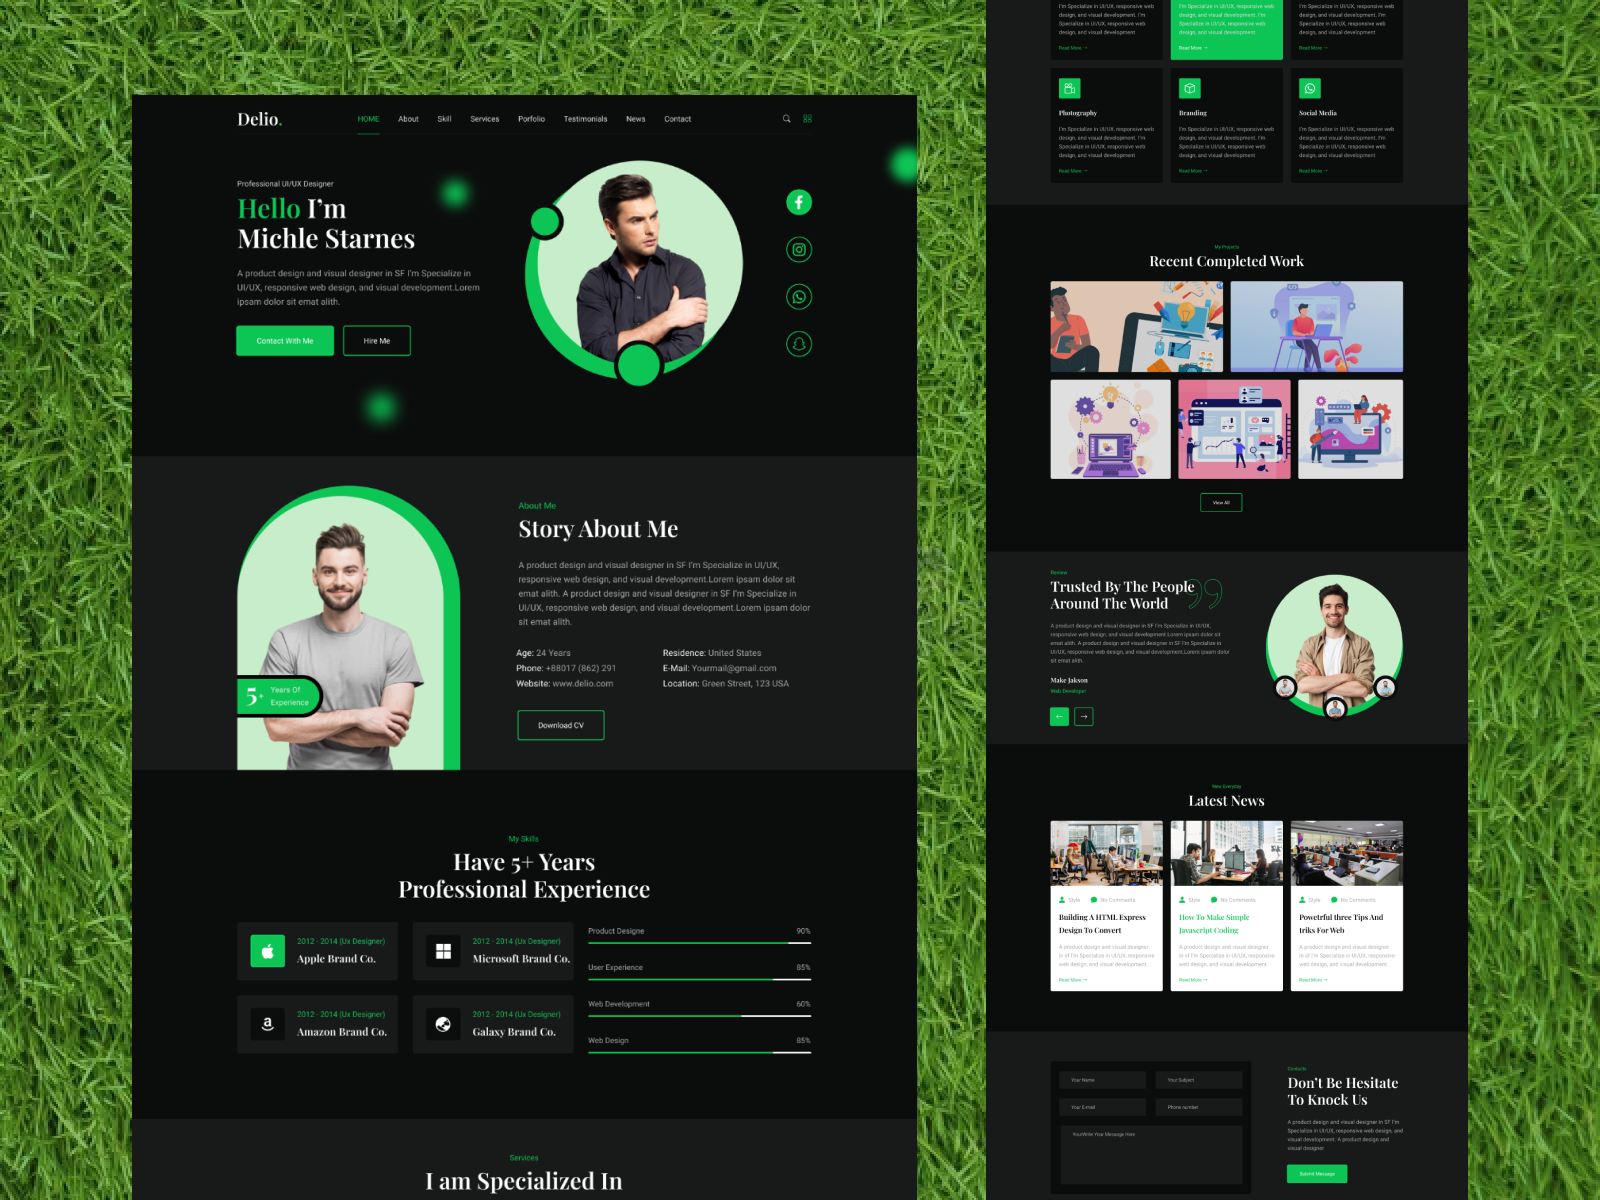 Delio.
HOME About Skill Services Porfolio Testimonials News Contact
Professional UI/UX Designer
Hello I'm
Michle Starnes
A product design and visual designer in SF I'm Specialize in
UI/UX, responsive web design, and visual development.Lorem
ipsam dolor sit emat alith.
Contact With Me
Hire Me
5+ Years Of
Experience
About Me
Story About Me
A product design and visual designer in SF I'm Specialize in UI/UX,
responsive web design, and visual development.Lorem ipsam dolor sit
emat alith. A product design and visual designer in SF I'm Specialize in
UI/UX, responsive web design, and visual development.Lorem ipsam dolor
sit emat alith.
Age: 24 Years
Residence: United States
Phone: +88017 (862) 291
E-Mail: Yourmail@gmail.com
Website: www.delio.com
Location: Green Street, 123 USA
Download CV
My Skills
Have 5+ Years
Professional Experience
2012 - 2014 (Ux Designer)
Apple Brand Co.
2012 - 2014 (Ux Designer)
Microsoft Brand Co.
2012 - 2014 (Ux Designer)
Amazon Brand Co.
2012 - 2014 (Ux Designer)
Galaxy Brand Co.
Product Designe 90%
User Experience 85%
Web Development 60%
Web Design 85%
Services
I am Specialized In
I'm Specialize in UI/UX, responsive web
design, and visual development. I'm
Specialize in UI/UX, responsive web
design, and visual development
Read More →
I'm Specialize in UI/UX, responsive web
design, and visual development. I'm
Specialize in UI/UX, responsive web
design, and visual development
Read More →
I'm Specialize in UI/UX, responsive web
design, and visual development. I'm
Specialize in UI/UX, responsive web
design, and visual development
Read More →
Photography
I'm Specialize in UI/UX, responsive web
design, and visual development. I'm
Specialize in UI/UX, responsive web
design, and visual development
Read More →
Branding
I'm Specialize in UI/UX, responsive web
design, and visual development. I'm
Specialize in UI/UX, responsive web
design, and visual development
Read More →
Social Media
I'm Specialize in UI/UX, responsive web
design, and visual development. I'm
Specialize in UI/UX, responsive web
design, and visual development
Read More →
My Projects
Recent Completed Work
View All
Review
Trusted By The People
Around The World
A product design and visual designer in SF I'm Specialize in UI/UX,
responsive web design, and visual development.Lorem ipsam dolor sit
emat alith. A product design and visual designer in SF I'm Specialize in
UI/UX, responsive web design, and visual development.Lorem ipsam dolor
sit emat alith.
Make Jakson
Web Developer
New Everyday
Latest News
Style No Comments
Building A HTML Express
Design To Convert
A product design and visual designer
in sf I'm Specialize in UI/UX, responsive
web design, and visual development
Read More →
Style No Comments
How To Make Simple
Javascript Coding
A product design and visual designer
in sf I'm Specialize in UI/UX, responsive
web design, and visual development
Read More →
Style No Comments
Powetrful three Tips And
triks For Web
A product design and visual designer
in sf I'm Specialize in UI/UX, responsive
web design, and visual development
Read More →
Your Name
Your Subject
Your E-mail
Phone number
YourWrite Your Message Here
Contacts
Don't Be Hesitate
To Knock Us
A product design and visual designer in SF I'm
Specialize in UI/UX, responsive web design, and
visual development. A product design and
visual designer
Submit Message